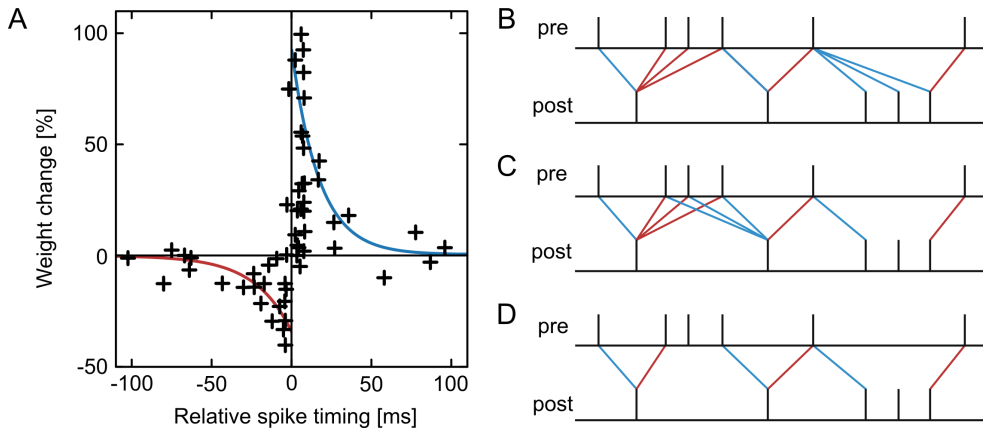 A
Weight change [%]
100
50
0
-50
-100
-50
0
50
100
Relative spike timing [ms]
B
pre
post
C
pre
post
D
pre
post